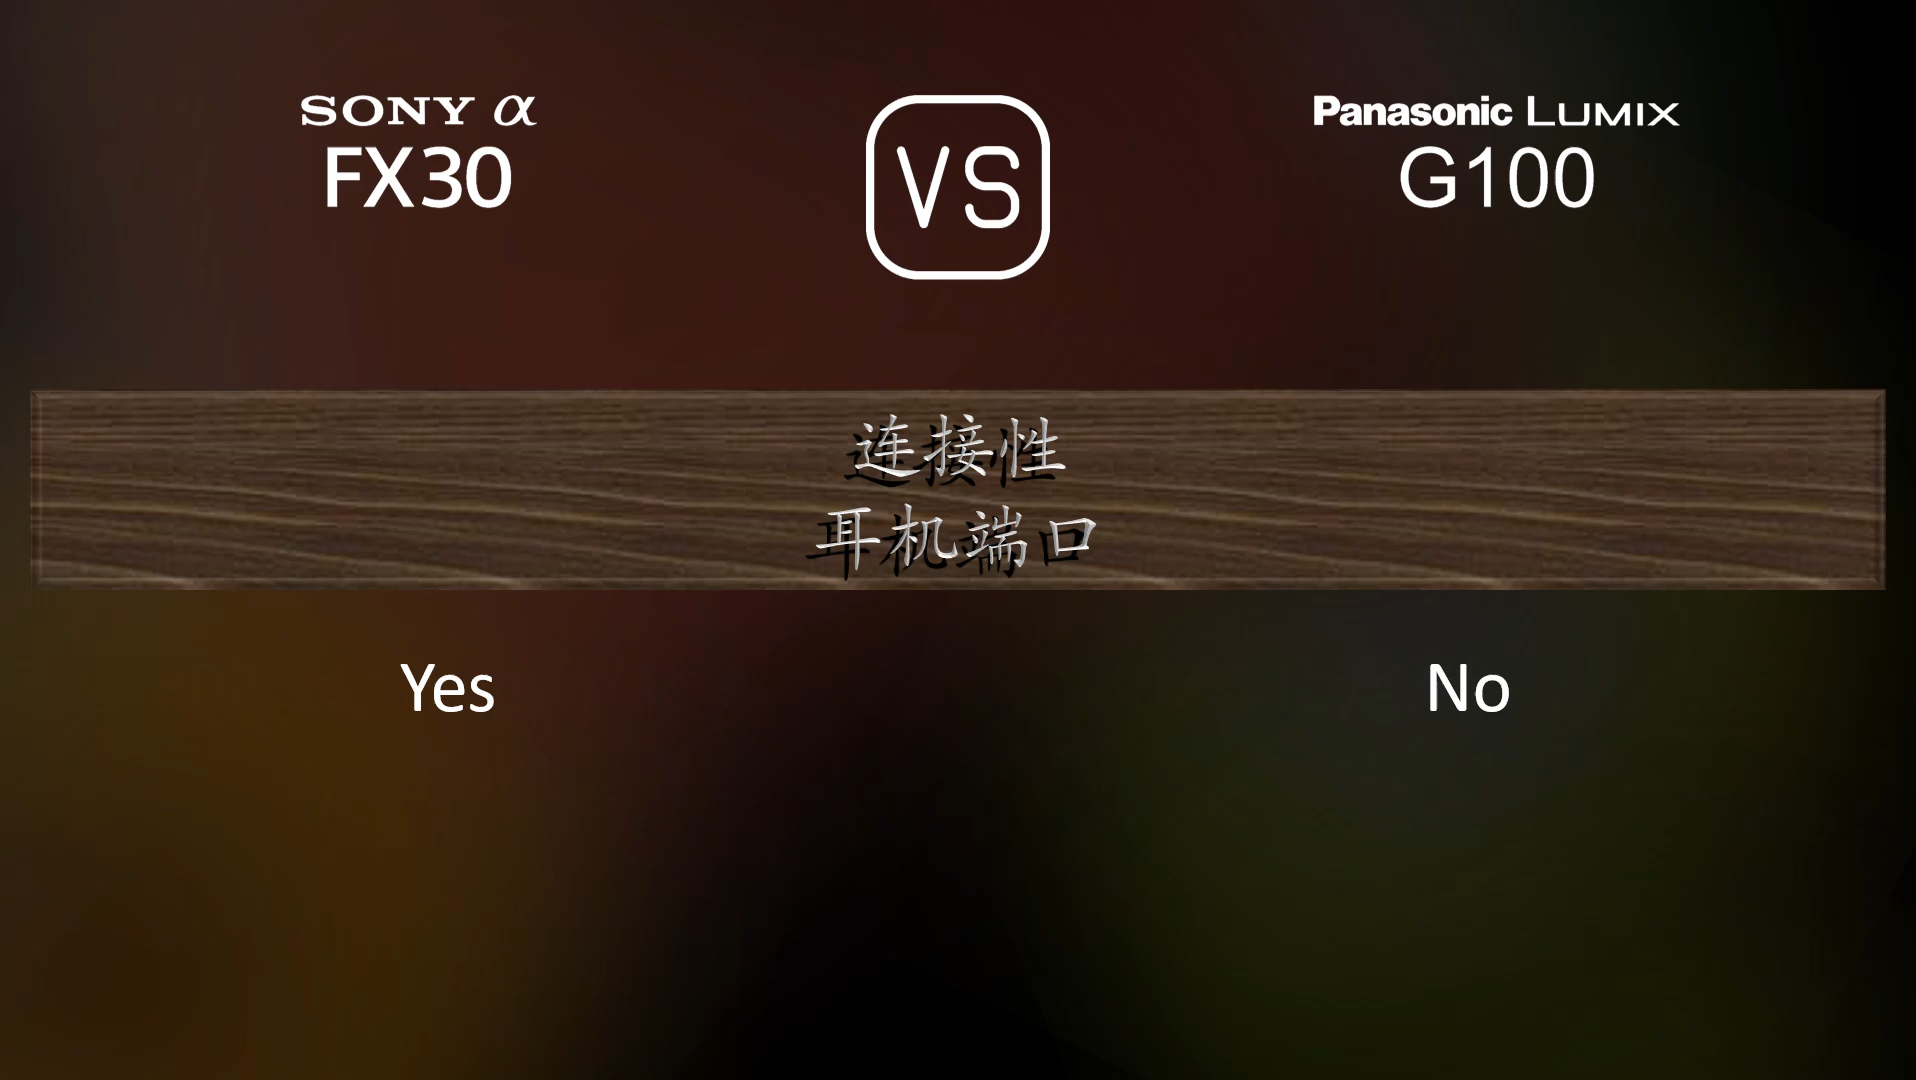 SONY α
FX30
VS
Panasonic LUMIX
G100
连接性
耳机端口
Yes
No